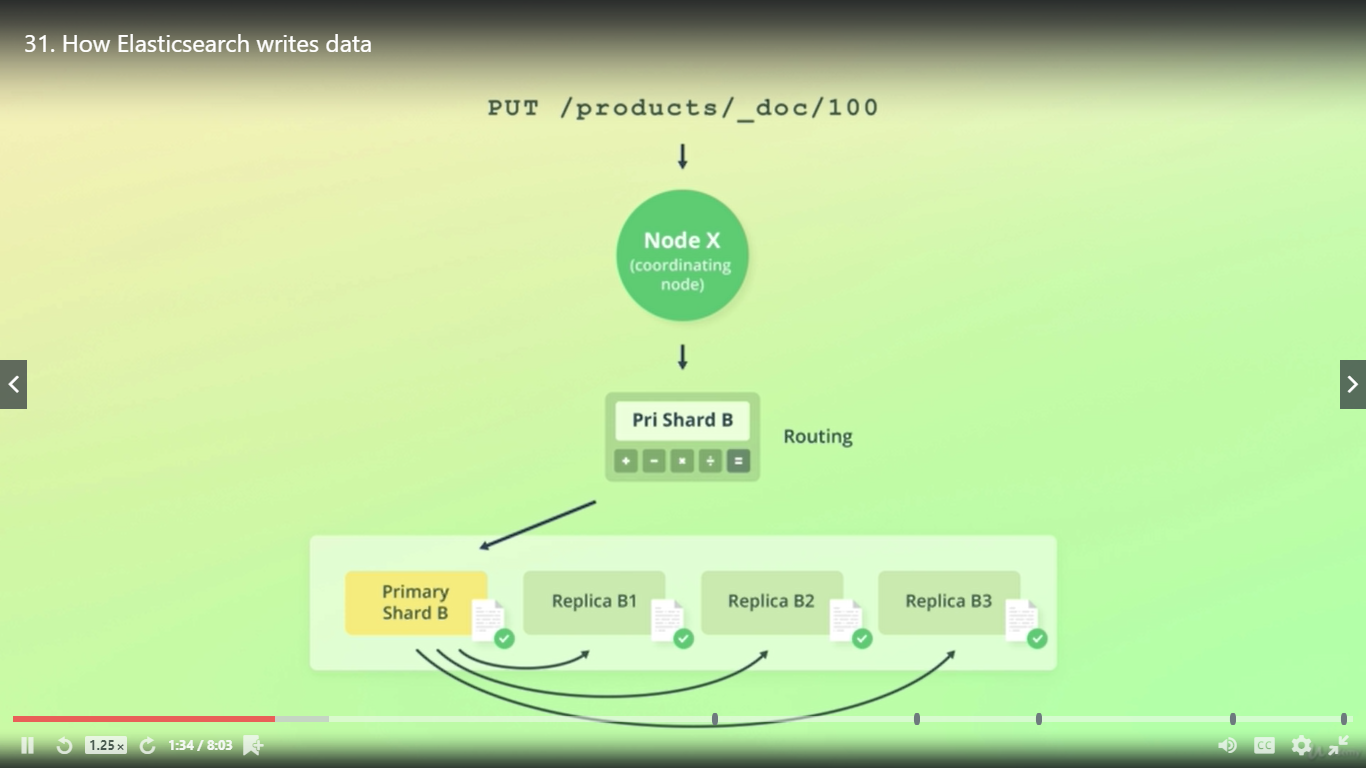 31. How Elasticsearch writes data
PUT /products/_doc/100
Node X
(coordinating
node)
Pri Shard B
Routing
+ - × ÷ =
Primary
Shard B
Replica B1
Replica B2
Replica B3
1.25×
1:34 / 8:03
CC